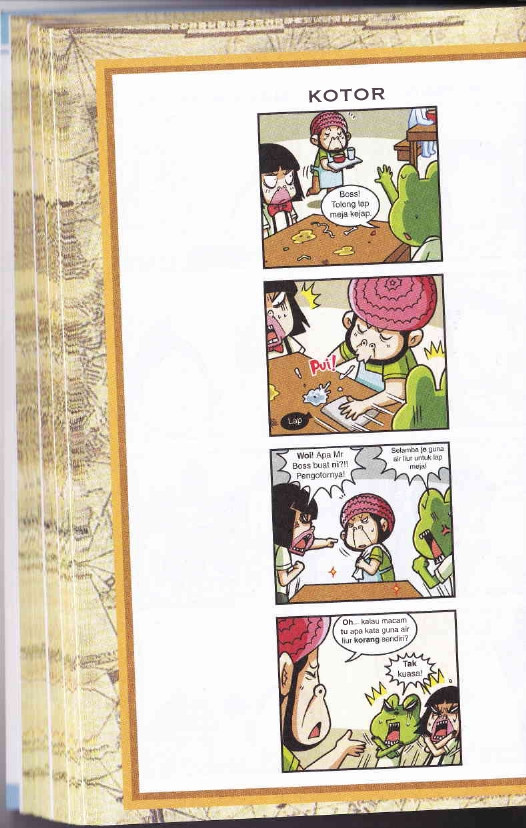 KOTOR
Boss!
Tolong lap
meja kejap.
Pui!
Lap
Woi! Apa Mr
Boss buat ni?!!
Pengotornya!
Selamba je guna
air liur untuk lap
meja!
Oh... kalau macam
tu apa kata guna air
liur korang sendiri?
Tak
kuasa!